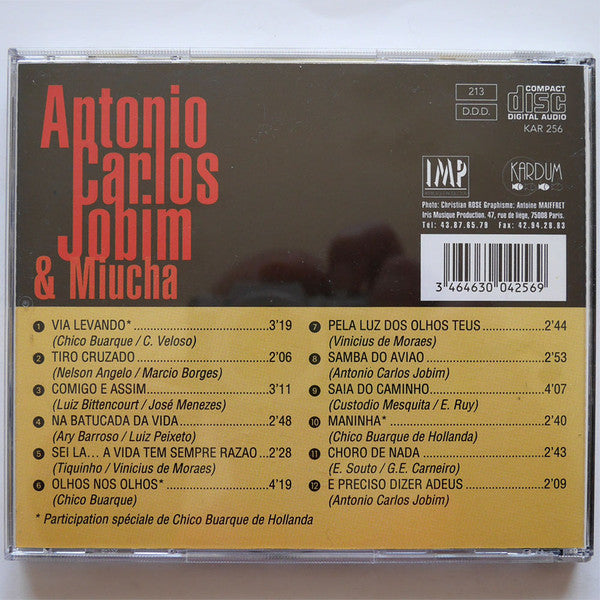 Antonio
Carlos
Jobim
& Miucha
213
D.D.D.
COMPACT
disc
DIGITAL AUDIO
KAR 256
IMP
KARDUM
Photo: Christian ROSE Graphisme: Antoine MAIFFRET
Iris Musique Production. 47, rue de liège, 75008 Paris.
Tel: 43.87.65.79 Fax: 42.94.28.83
3 464630 042569
1 VIA LEVANDO* 3'19
(Chico Buarque / C. Veloso)
2 TIRO CRUZADO 2'06
(Nelson Angelo / Marcio Borges)
3 COMIGO E ASSIM 3'11
(Luiz Bittencourt / José Menezes)
4 NA BATUCADA DA VIDA 2'48
(Ary Barroso / Luiz Peixeto)
5 SEI LA... A VIDA TEM SEMPRE RAZAO 2'28
(Tiquinho / Vinicius de Moraes)
6 OLHOS NOS OLHOS* 4'19
(Chico Buarque)
7 PELA LUZ DOS OLHOS TEUS 2'44
(Vinicius de Moraes)
8 SAMBA DO AVIAO 2'53
(Antonio Carlos Jobim)
9 SAIA DO CAMINHO 4'07
(Custodio Mesquita / E. Ruy)
10 MANINHA* 2'40
(Chico Buarque de Hollanda)
11 CHORO DE NADA 2'43
(E. Souto / G.E. Carneiro)
12 E PRECISO DIZER ADEUS 2'09
(Antonio Carlos Jobim)
* Participation spéciale de Chico Buarque de Hollanda